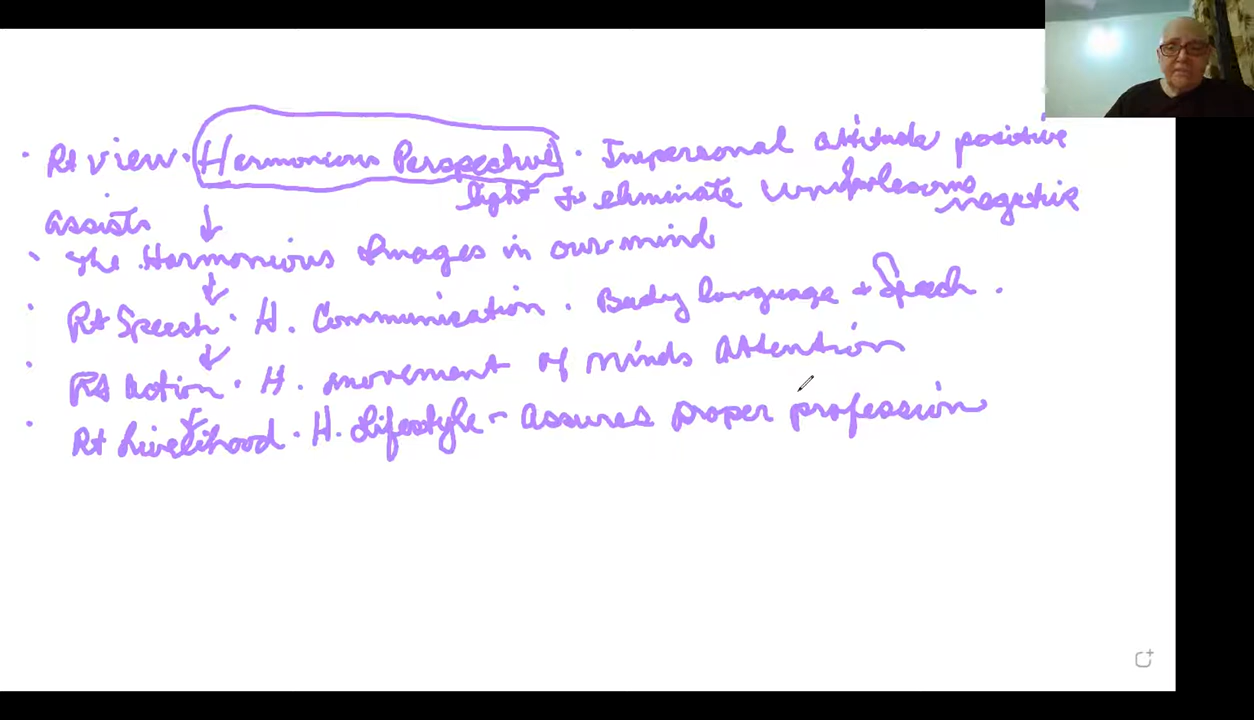 · Rt view · Harmonious Perspective · Impersonal attitude positive
light to eliminate unwholesome negative
assists
· The Harmonious Images in our mind
· Rt Speech · H. Communication . Body language + Speech .
· Rt Action · H. movement of minds Attention
· Rt Livelihood · H. Lifestyle - Assures proper profession